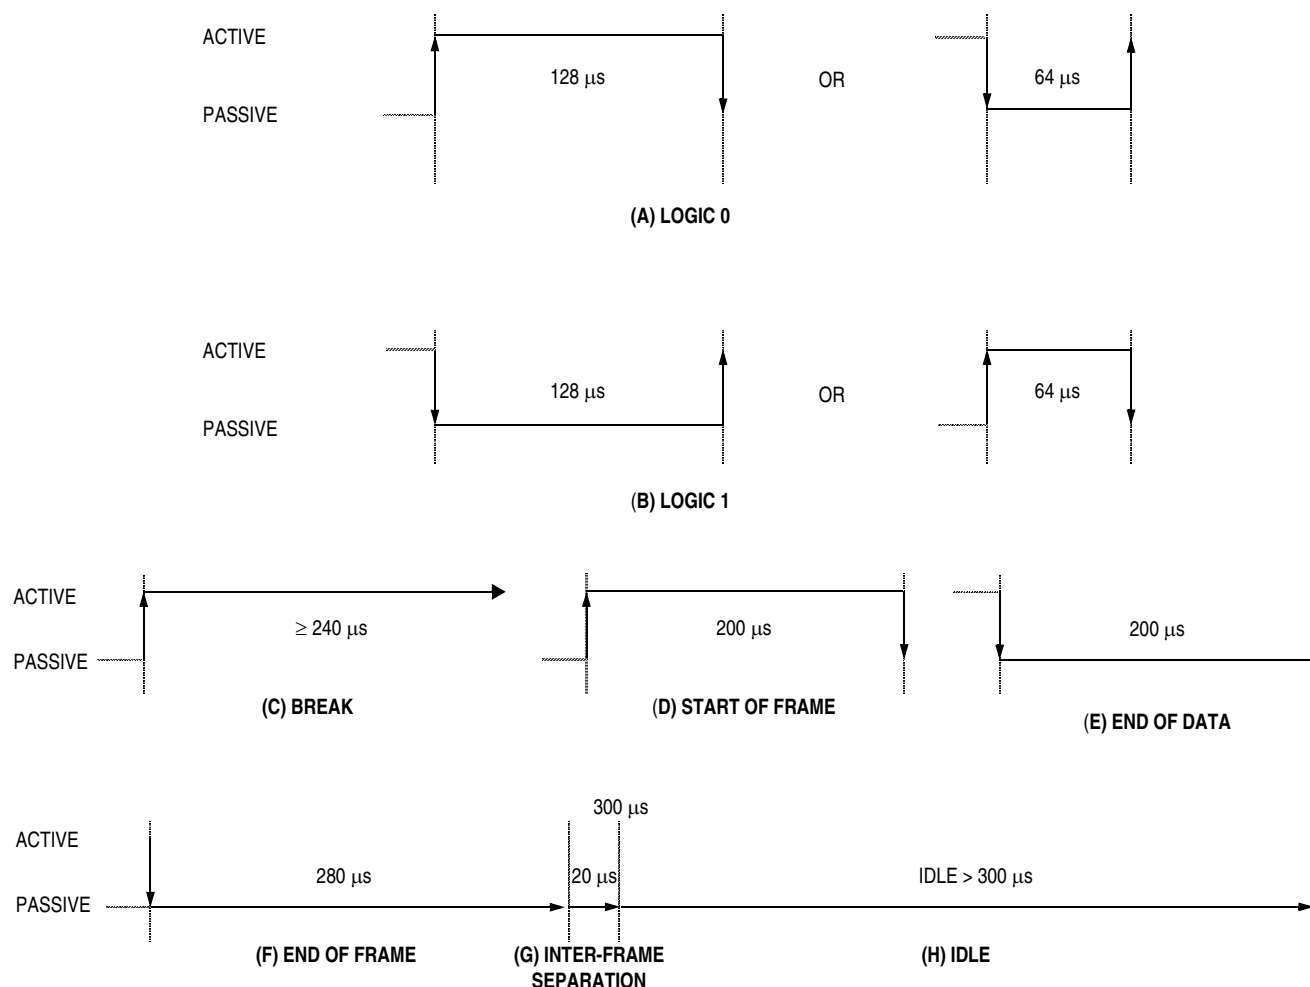 ACTIVE
128 µs
OR
64 µs
PASSIVE
(A) LOGIC 0
ACTIVE
128 µs
OR
64 µs
PASSIVE
(B) LOGIC 1
ACTIVE
≥ 240 µs
200 µs
200 µs
PASSIVE
(C) BREAK
(D) START OF FRAME
(E) END OF DATA
300 µs
ACTIVE
280 µs
20 µs
IDLE > 300 µs
PASSIVE
(F) END OF FRAME
(G) INTER-FRAME
SEPARATION
(H) IDLE